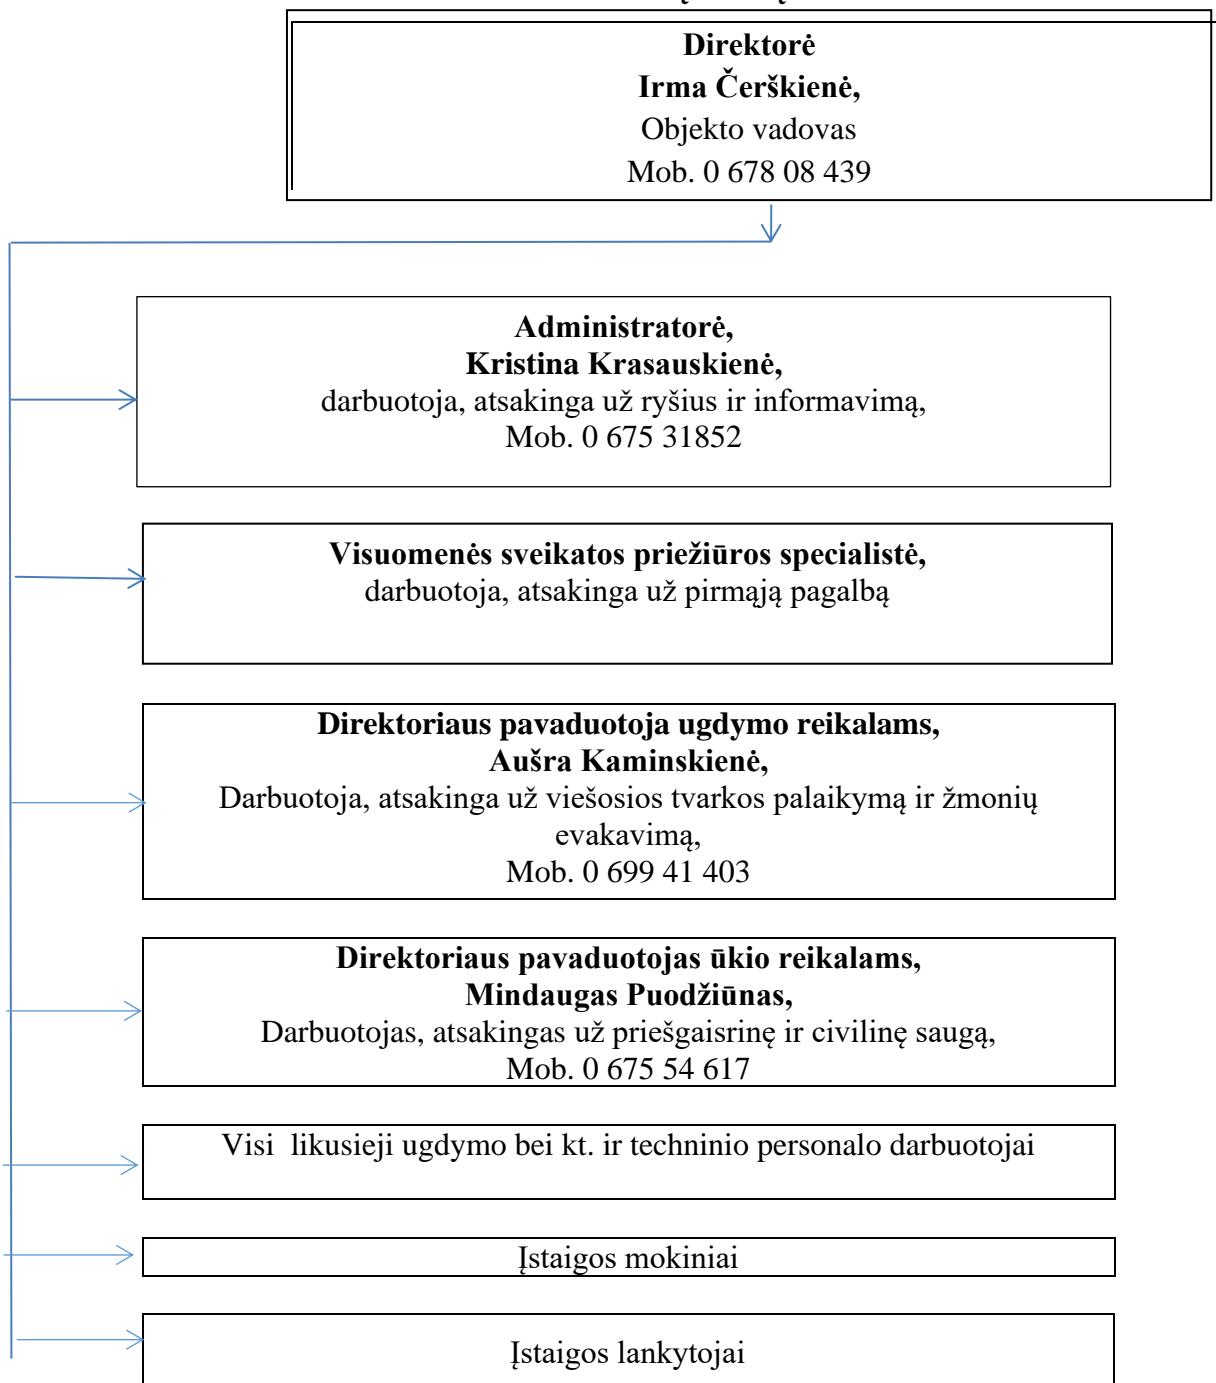 Direktorė
Irma Čerškienė,
Objekto vadovas
Mob. 0 678 08 439
Administratorė,
Kristina Krasauskienė,
darbuotoja, atsakinga už ryšius ir informavimą,
Mob. 0 675 31852
Visuomenės sveikatos priežiūros specialistė,
darbuotoja, atsakinga už pirmąją pagalbą
Direktoriaus pavaduotoja ugdymo reikalams,
Aušra Kaminskienė,
Darbuotoja, atsakinga už viešosios tvarkos palaikymą ir žmonių
evakavimą,
Mob. 0 699 41 403
Direktoriaus pavaduotojas ūkio reikalams,
Mindaugas Puodžiūnas,
Darbuotojas, atsakingas už priešgaisrinę ir civilinę saugą,
Mob. 0 675 54 617
Visi  likusieji ugdymo bei kt. ir techninio personalo darbuotojai
Įstaigos mokiniai
Įstaigos lankytojai